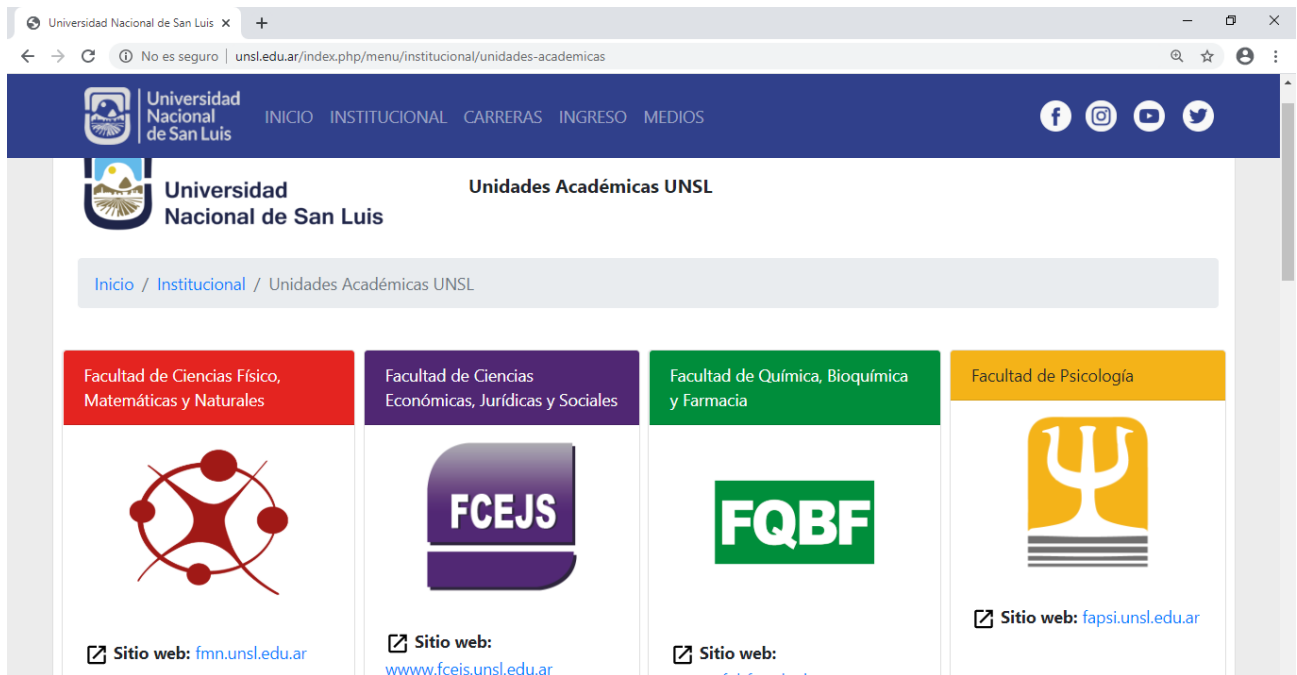 Universidad Nacional de San Luis
No es seguro | unsl.edu.ar/index.php/menu/institucional/unidades-academicas
Universidad
Nacional
de San Luis
INICIO INSTITUCIONAL CARRERAS INGRESO MEDIOS
Universidad
Nacional de San Luis
Unidades Académicas UNSL
Inicio / Institucional / Unidades Académicas UNSL
Facultad de Ciencias Físico,
Matemáticas y Naturales
Sitio web: fmn.unsl.edu.ar
Facultad de Ciencias
Económicas, Jurídicas y Sociales
FCEJS
Sitio web:
wwww.fcejs.unsl.edu.ar
Facultad de Química, Bioquímica
y Farmacia
FQBF
Sitio web:
Facultad de Psicología
Sitio web: fapsi.unsl.edu.ar